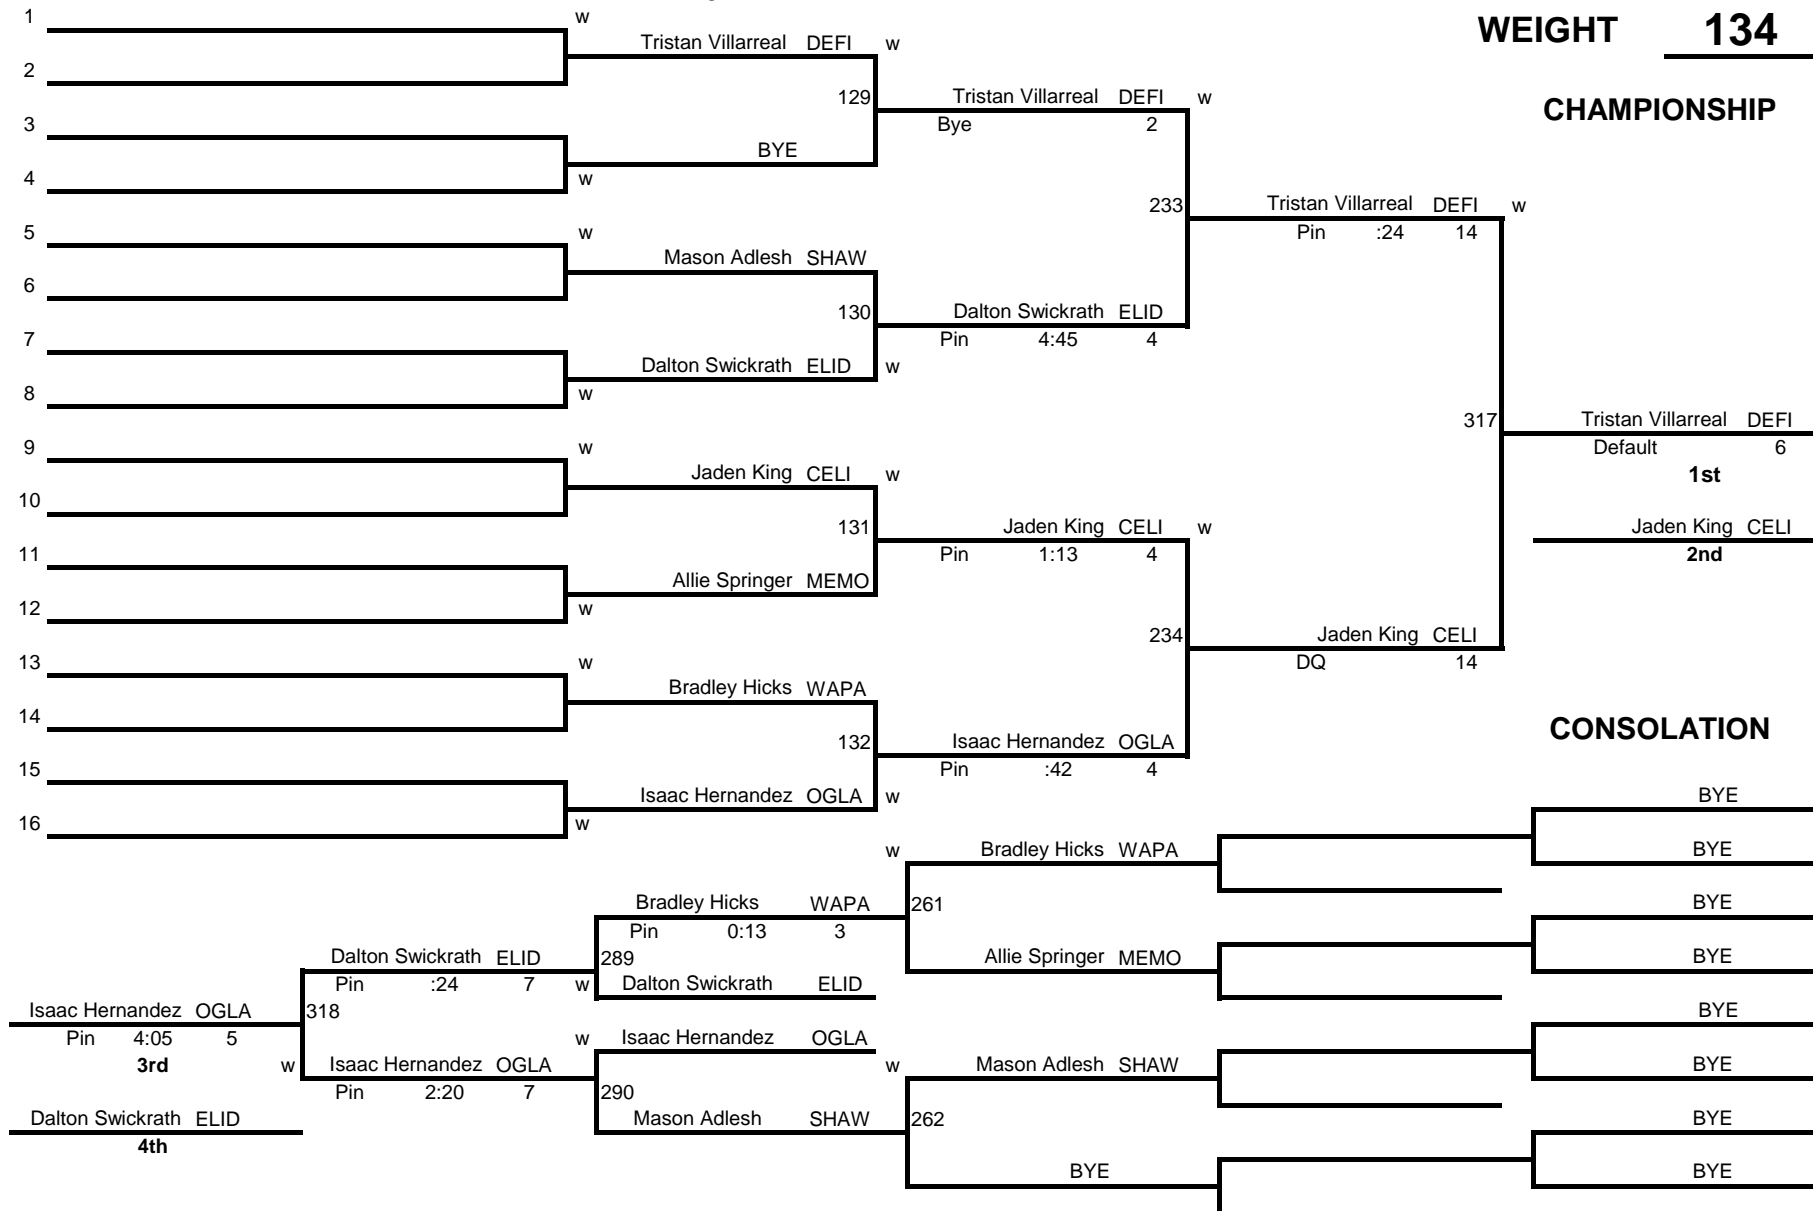 1 w
Tristan Villarreal DEFI w
WEIGHT 134
2
129 Tristan Villarreal DEFI w
Bye 2
CHAMPIONSHIP
3
BYE
4 w
233 Tristan Villarreal DEFI w
Pin :24 14
5 w
Mason Adlesh SHAW
6
130 Dalton Swickrath ELID
Pin 4:45 4
7
Dalton Swickrath ELID w
8 w
317 Tristan Villarreal DEFI
Default 6
1st
9 w
Jaden King CELI w
10
131 Jaden King CELI w
Pin 1:13 4
Jaden King CELI
2nd
11
Allie Springer MEMO
12 w
234 Jaden King CELI
DQ 14
13 w
Bradley Hicks WAPA
14
132 Isaac Hernandez OGLA
Pin :42 4
CONSOLATION
15
Isaac Hernandez OGLA w
BYE
16 w
w Bradley Hicks WAPA
BYE
Bradley Hicks WAPA 261
Pin 0:13 3
BYE
Dalton Swickrath ELID 289
Pin :24 7 w
Allie Springer MEMO
BYE
Dalton Swickrath ELID
Isaac Hernandez OGLA 318
Pin 4:05 5
3rd w
BYE
w Isaac Hernandez OGLA
w Mason Adlesh SHAW
BYE
Isaac Hernandez OGLA
Pin 2:20 7
290
Dalton Swickrath ELID
4th
Mason Adlesh SHAW 262
BYE
BYE
BYE